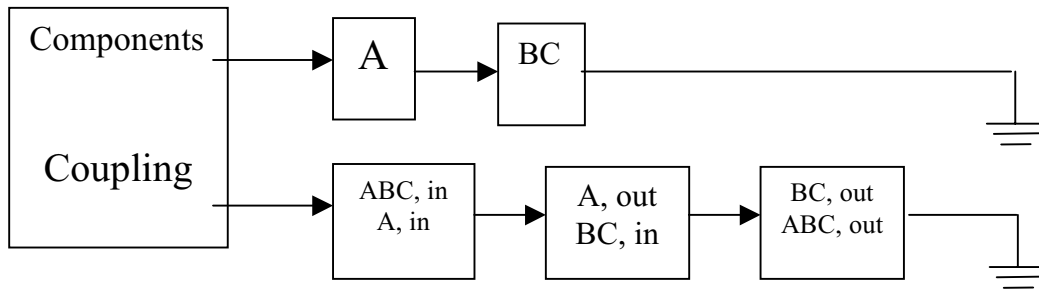 Components
A
BC
Coupling
ABC, in
A, in
A, out
BC, in
BC, out
ABC, out